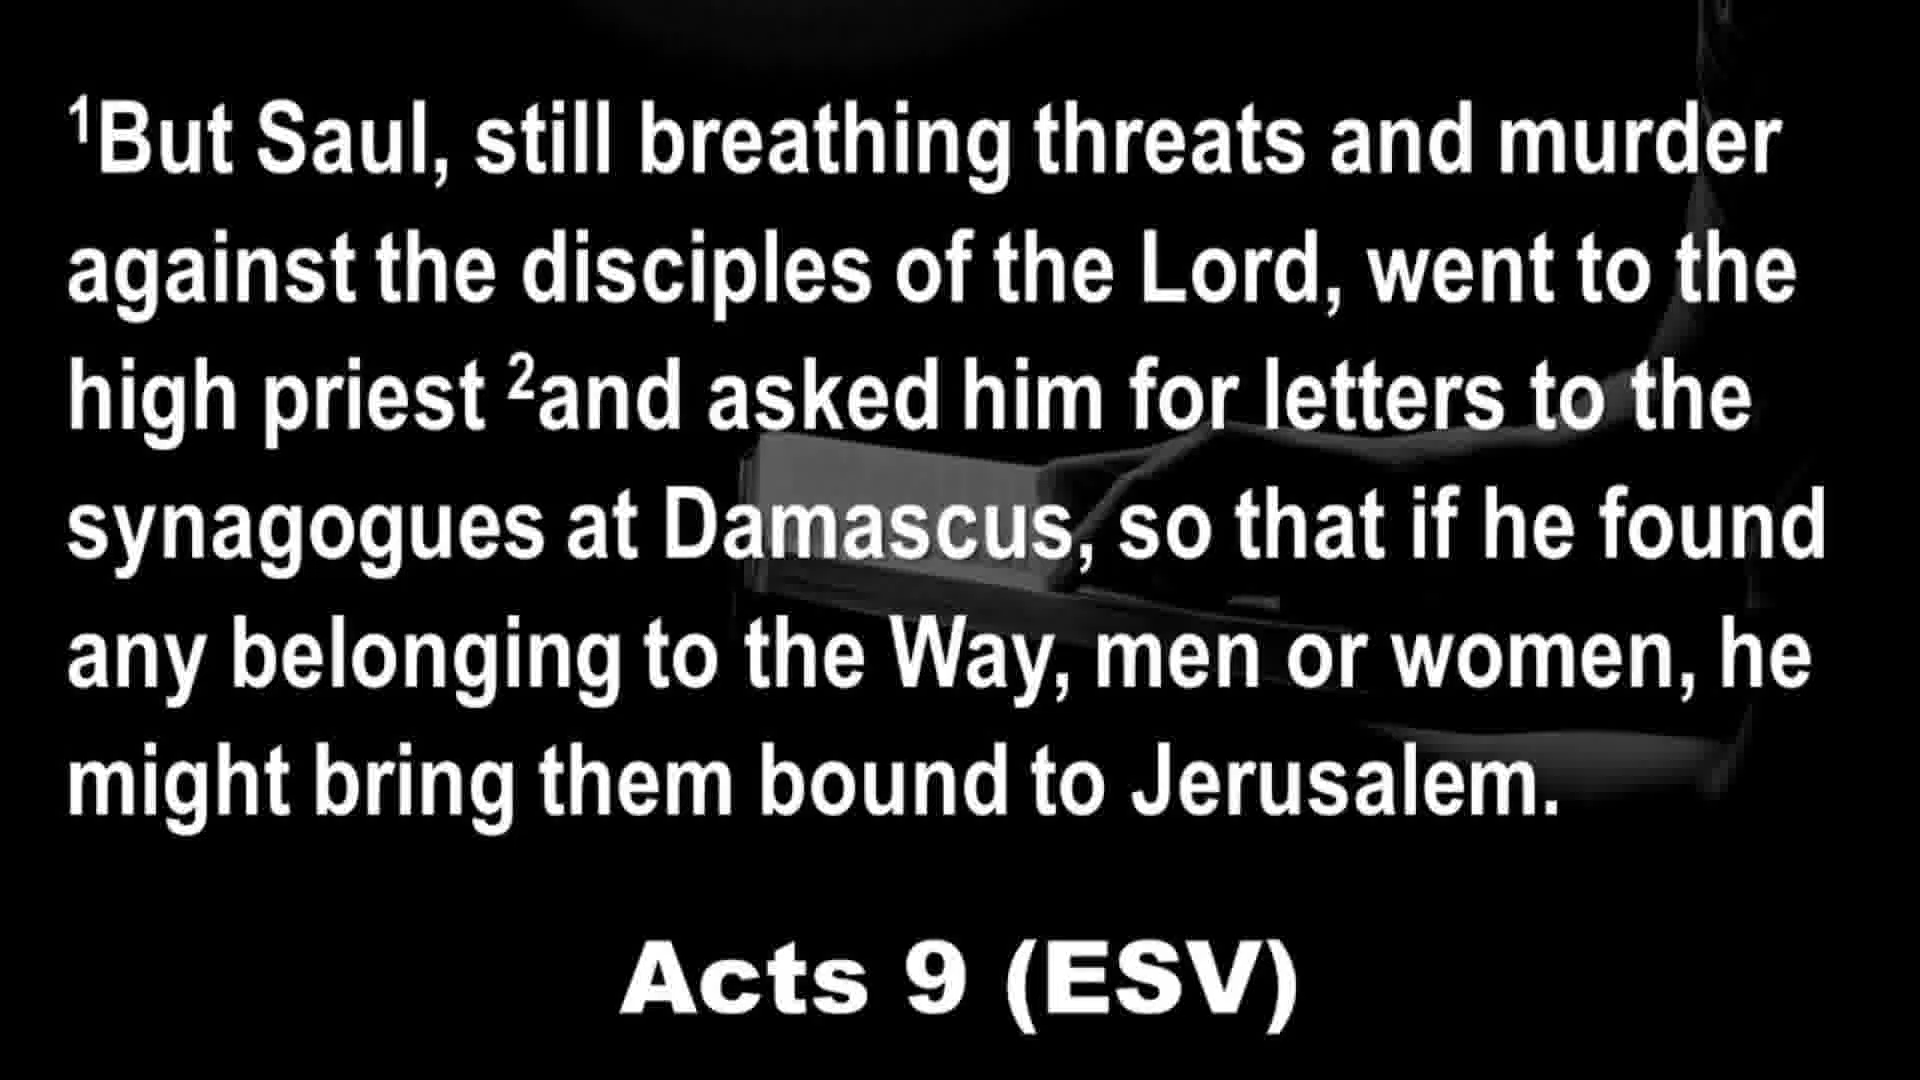 ¹But Saul, still breathing threats and murder
against the disciples of the Lord, went to the
high priest ²and asked him for letters to the
synagogues at Damascus, so that if he found
any belonging to the Way, men or women, he
might bring them bound to Jerusalem.
Acts 9 (ESV)